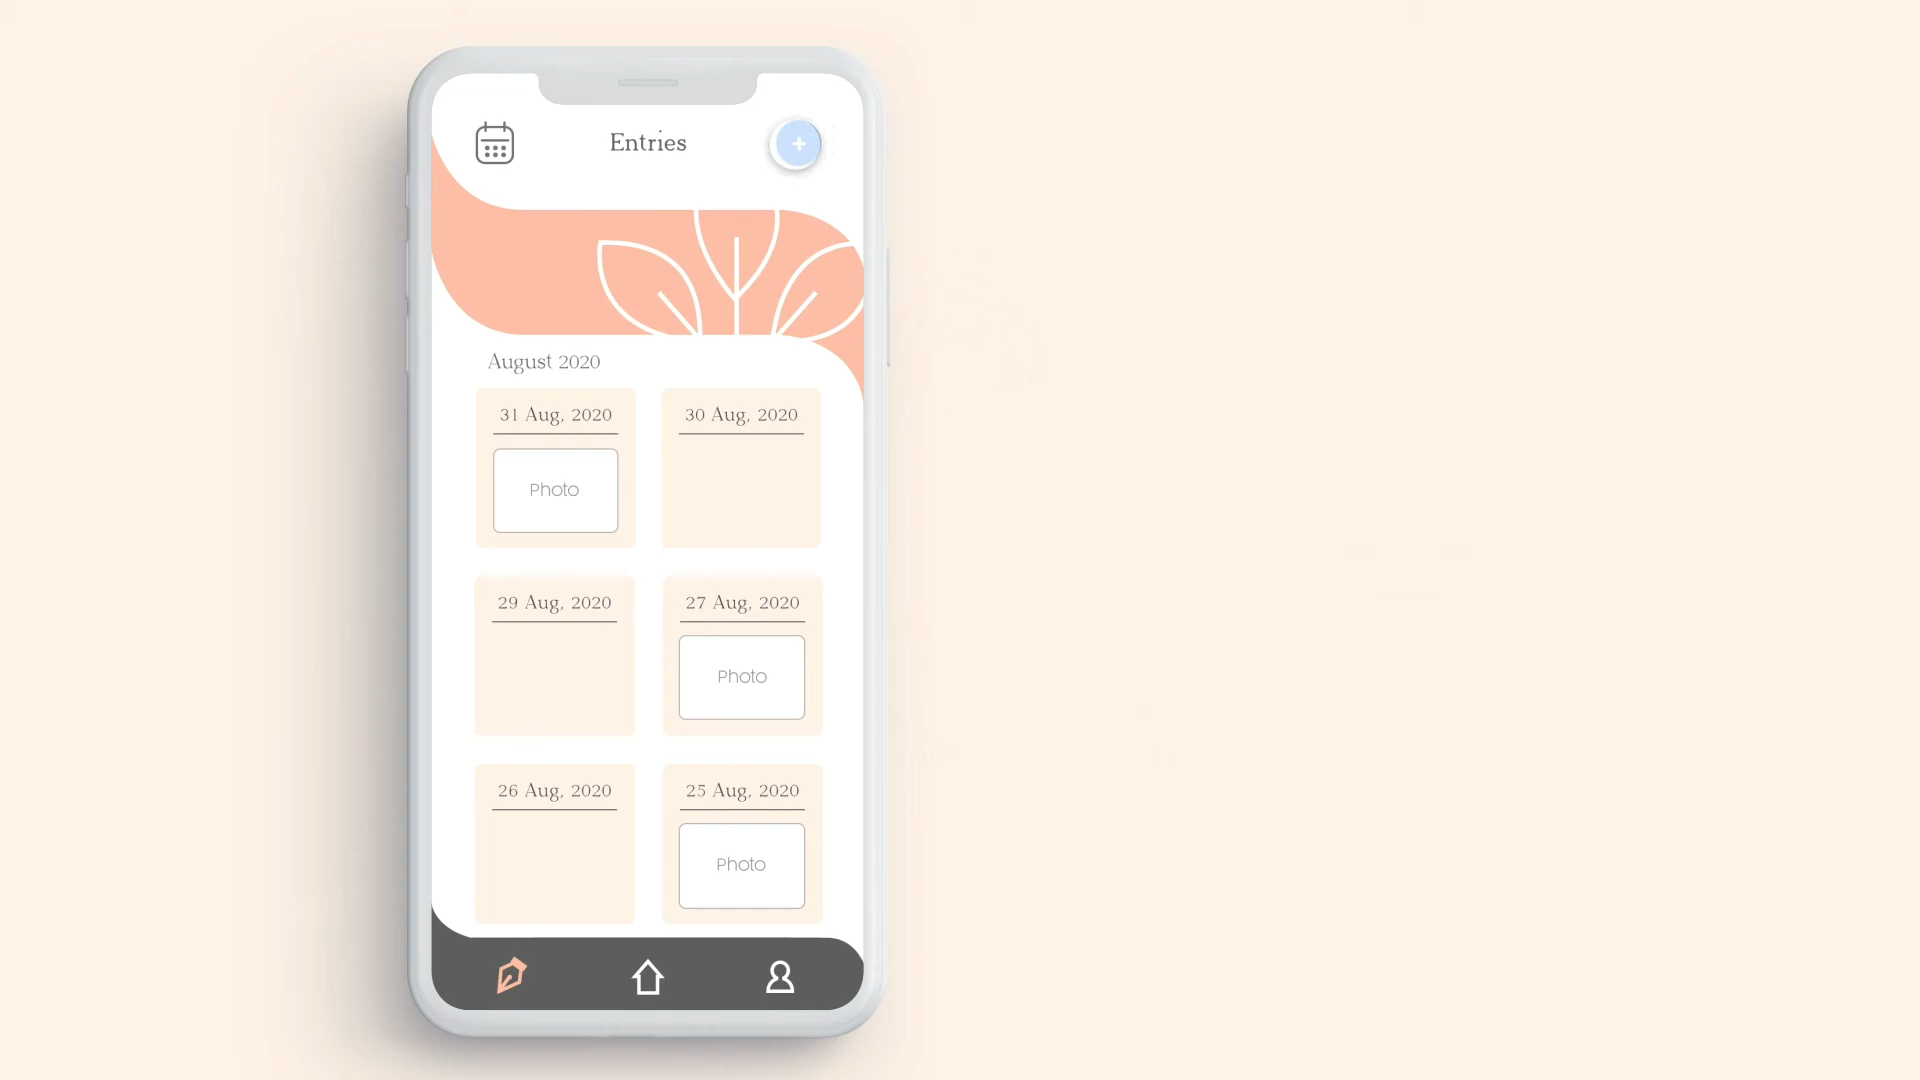 Entries
August 2020
31 Aug, 2020
30 Aug, 2020
Photo
29 Aug, 2020
27 Aug, 2020
Photo
26 Aug, 2020
25 Aug, 2020
Photo